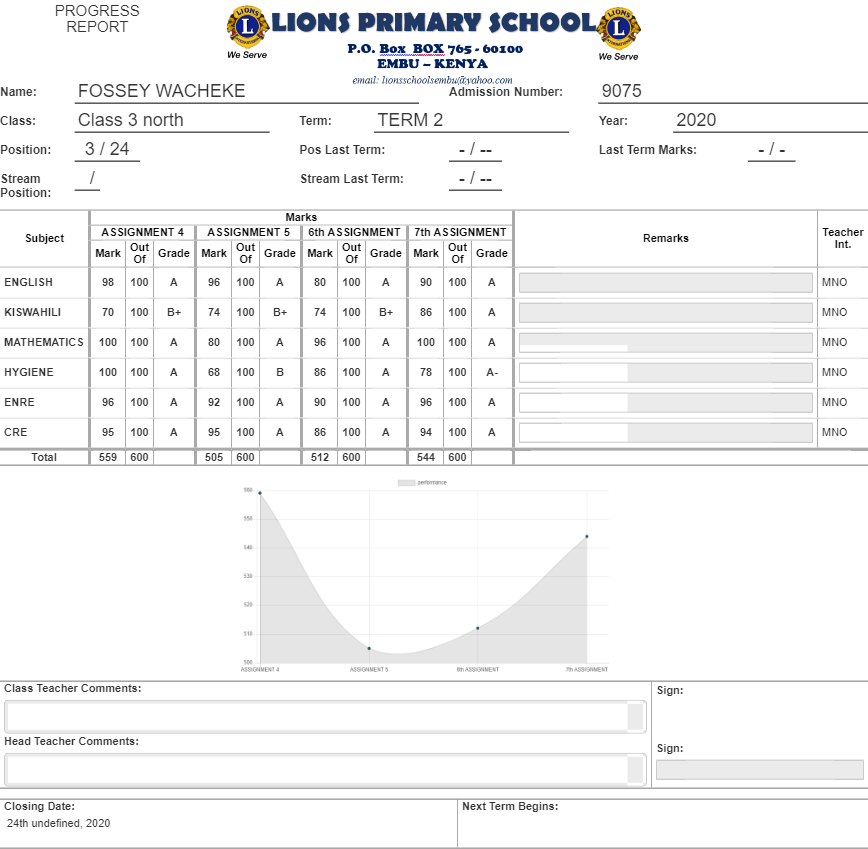 PROGRESS
REPORT
LIONS
L
INTERNATIONAL
We Serve
LIONS PRIMARY SCHOOL
LIONS
L
INTERNATIONAL
We Serve
P.O. Box BOX 765 - 60100
EMBU – KENYA
email: lionsschoolsembu@yahoo.com
Name: FOSSEY WACHEKE Admission Number: 9075
Class: Class 3 north Term: TERM 2 Year: 2020
Position: 3 / 24 Pos Last Term: - / -- Last Term Marks: - / -
Stream Position: / Stream Last Term: - / --
Subject Marks Remarks Teacher Int.
ASSIGNMENT 4 ASSIGNMENT 5 6th ASSIGNMENT 7th ASSIGNMENT
Mark Out Of Grade Mark Out Of Grade Mark Out Of Grade Mark Out Of Grade
ENGLISH 98 100 A 96 100 A 80 100 A 90 100 A MNO
KISWAHILI 70 100 B+ 74 100 B+ 74 100 B+ 86 100 A MNO
MATHEMATICS 100 100 A 80 100 A 96 100 A 100 100 A MNO
HYGIENE 100 100 A 68 100 B 86 100 A 78 100 A- MNO
ENRE 96 100 A 92 100 A 90 100 A 96 100 A MNO
CRE 95 100 A 95 100 A 86 100 A 94 100 A MNO
Total 559 600 505 600 512 600 544 600
performance
560
550
540
530
520
510
500
ASSIGNMENT 4 ASSIGNMENT 5 6th ASSIGNMENT 7th ASSIGNMENT
Class Teacher Comments: Sign:
Head Teacher Comments: Sign:
Closing Date: Next Term Begins:
24th undefined, 2020